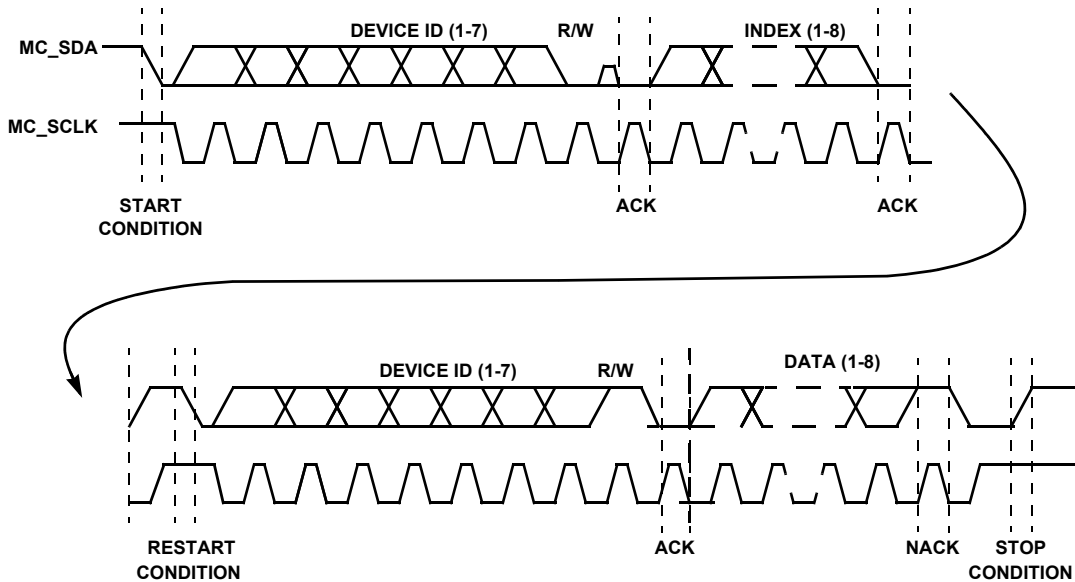 DEVICE ID (1-7) R/W INDEX (1-8)
MC_SDA
MC_SCLK
START
CONDITION
ACK
ACK
DEVICE ID (1-7) R/W DATA (1-8)
RESTART
CONDITION
ACK
NACK
STOP
CONDITION